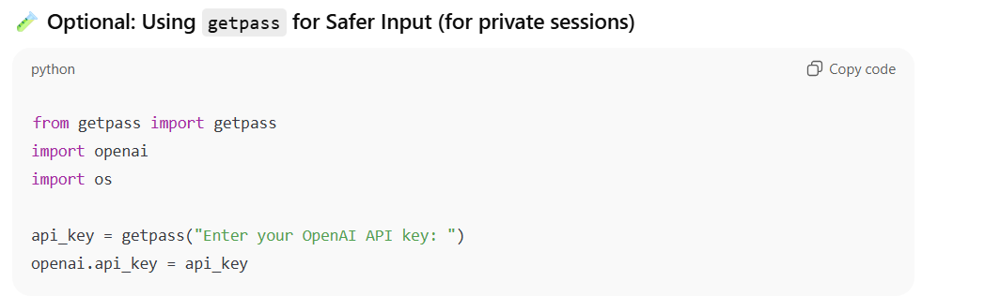 Optional: Using getpass for Safer Input (for private sessions)
python
Copy code
from getpass import getpass
import openai
import os
api_key = getpass("Enter your OpenAI API key: ")
openai.api_key = api_key